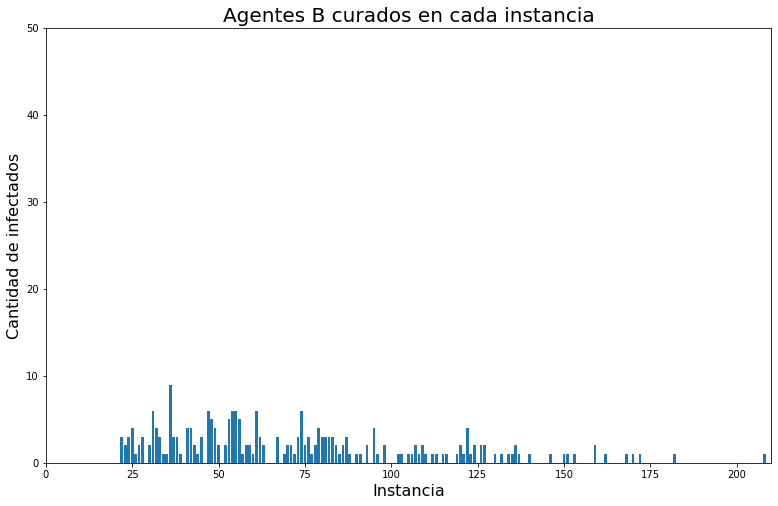 Agentes B curados en cada instancia
Cantidad de infectados
50
40
30
20
10
0
0 25 50 75 100 125 150 175 200
Instancia